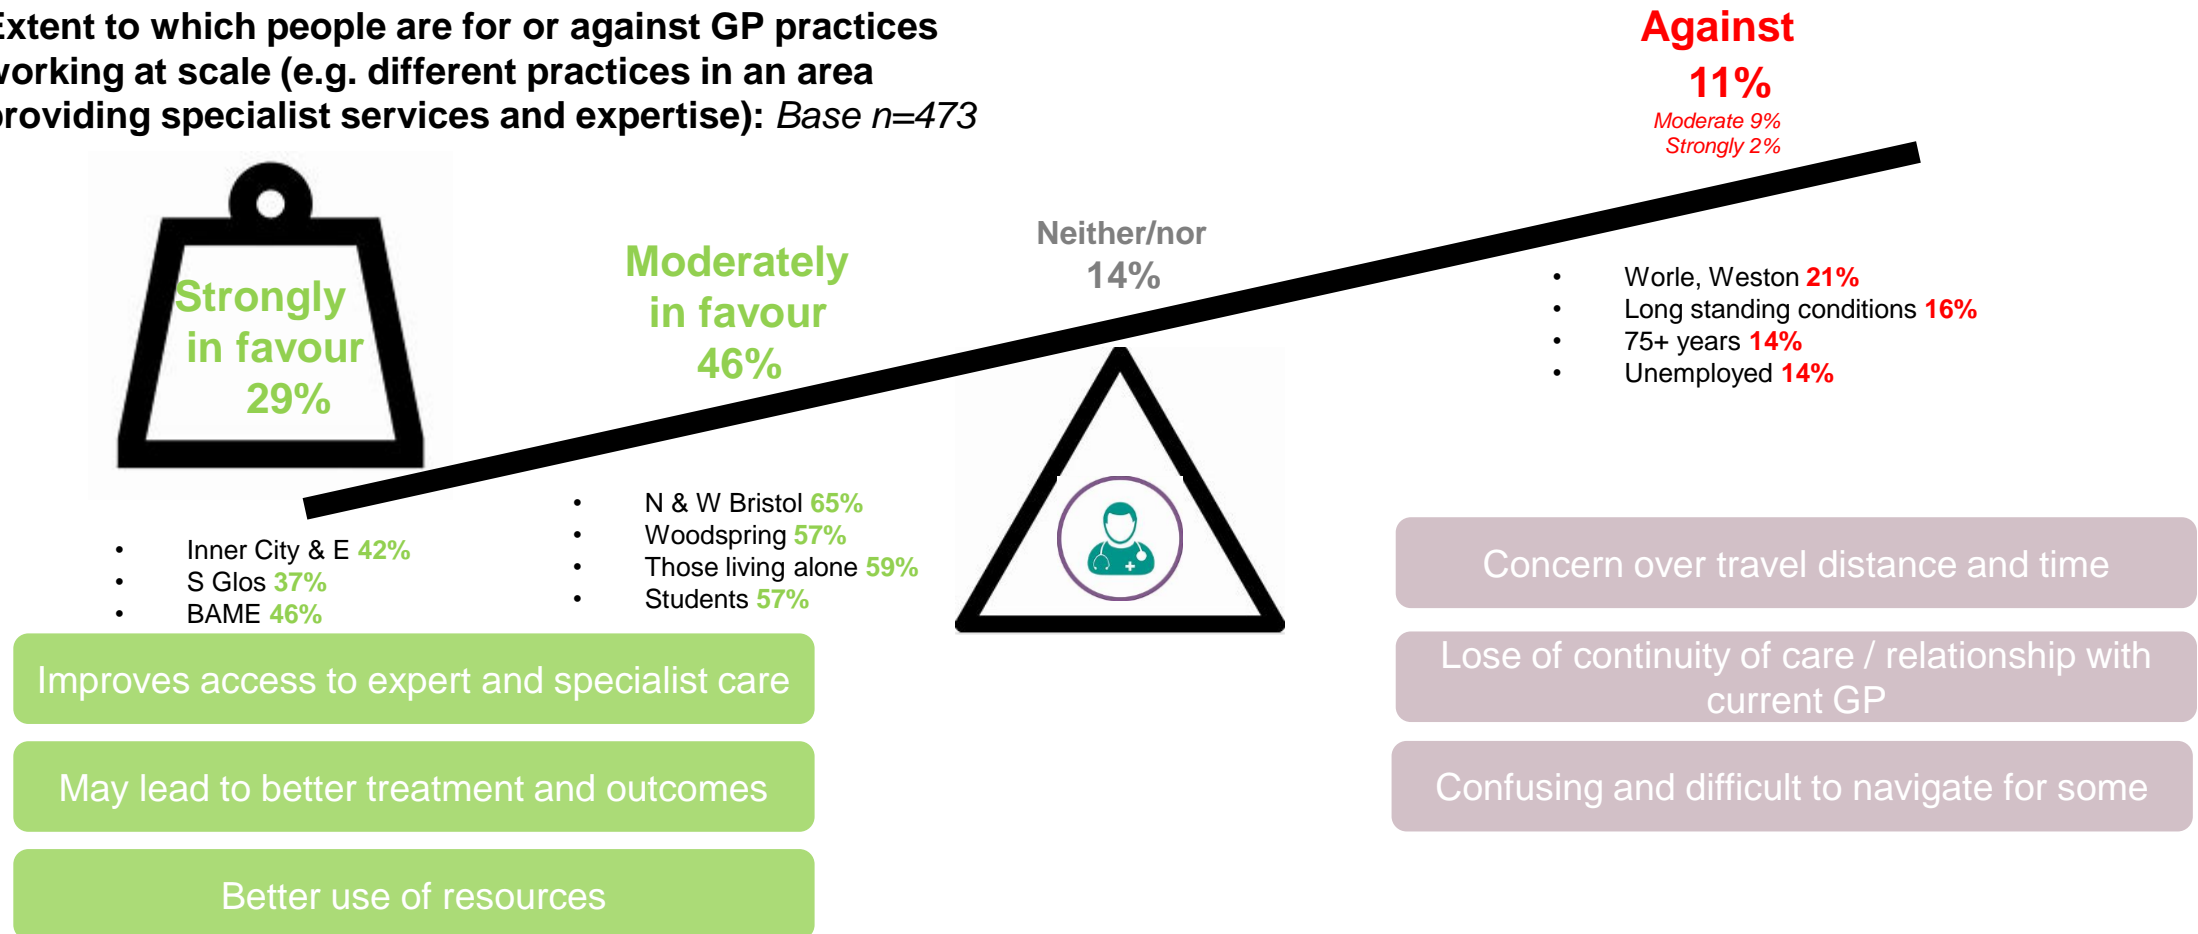 Extent to which people are for or against GP practices
working at scale (e.g. different practices in an area
providing specialist services and expertise): Base n=473
Against
11%
Moderate 9%
Strongly 2%
Strongly
in favour
29%
Moderately
in favour
46%
Neither/nor
14%
• Worle, Weston 21%
• Long standing conditions 16%
• 75+ years 14%
• Unemployed 14%
• Inner City & E 42%
• S Glos 37%
• BAME 46%
• N & W Bristol 65%
• Woodspring 57%
• Those living alone 59%
• Students 57%
Improves access to expert and specialist care
May lead to better treatment and outcomes
Better use of resources
Concern over travel distance and time
Lose of continuity of care / relationship with
current GP
Confusing and difficult to navigate for some